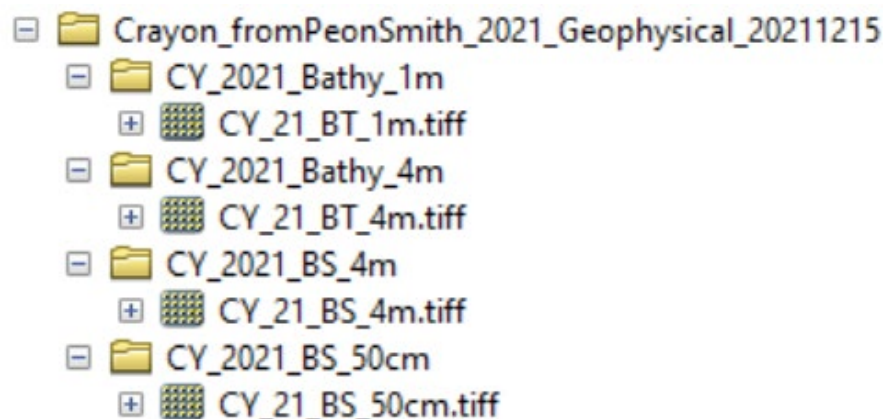 Crayon_fromPeonSmith_2021_Geophysical_20211215
CY_2021_Bathy_1m
CY_21_BT_1m.tiff
CY_2021_Bathy_4m
CY_21_BT_4m.tiff
CY_2021_BS_4m
CY_21_BS_4m.tiff
CY_2021_BS_50cm
CY_21_BS_50cm.tiff